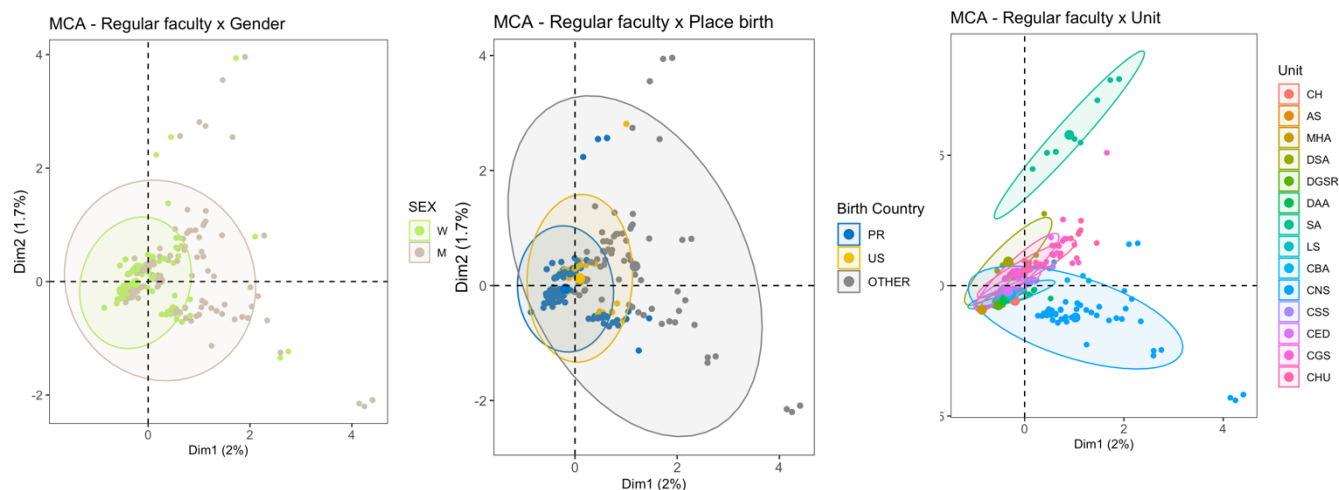 MCA - Regular faculty x Gender
4
2
0
-2
0
2
4
Dim2 (1.7%)
Dim1 (2%)
SEX
W
M
MCA - Regular faculty x Place birth
4
2
0
-2
0
2
4
Dim2 (1.7%)
Dim1 (2%)
Birth Country
PR
US
OTHER
MCA - Regular faculty x Unit
5
5
5
0
2
4
Dim1 (2%)
Unit
CH
AS
MHA
DSA
DGSR
DAA
SA
LS
CBA
CNS
CSS
CED
CGS
CHU